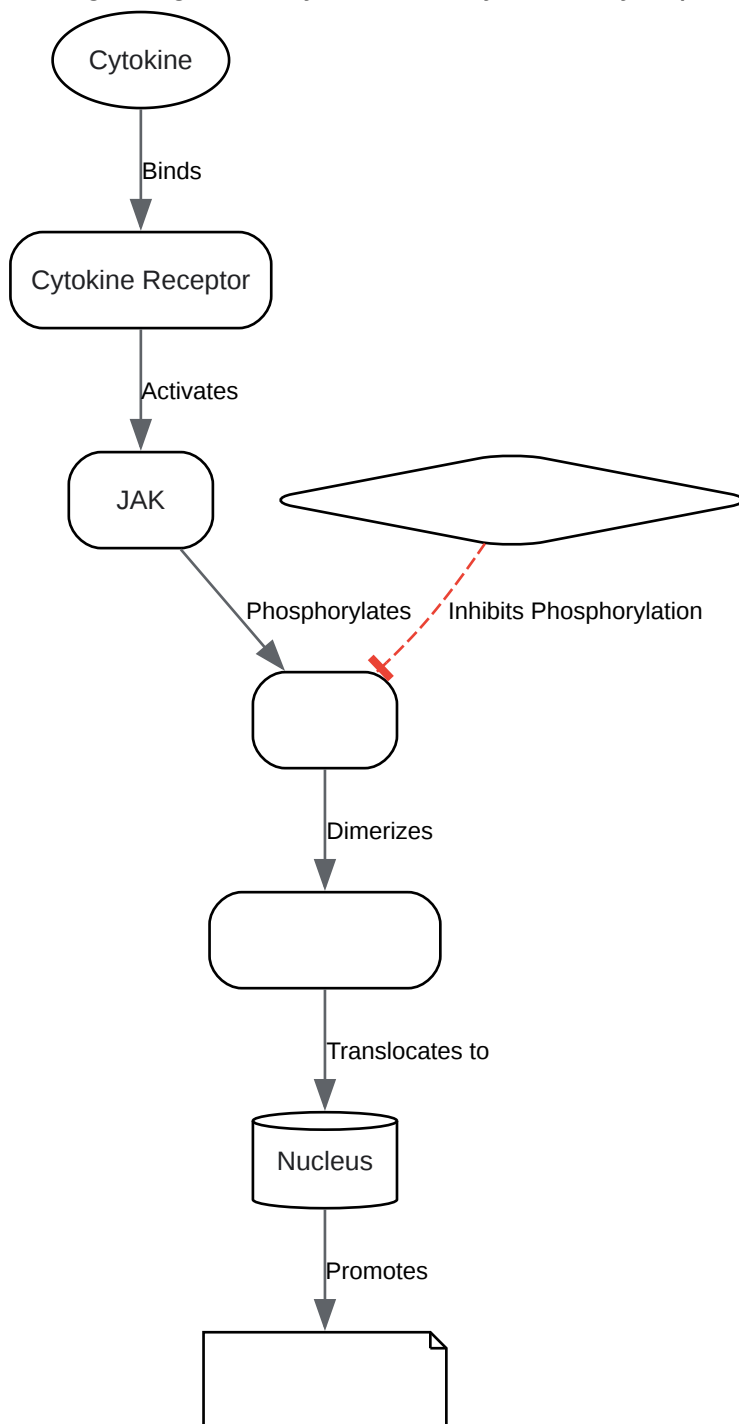 Cytokine
Binds
Cytokine Receptor
Activates
JAK
Phosphorylates
Inhibits Phosphorylation
Dimerizes
Translocates to
Nucleus
Promotes